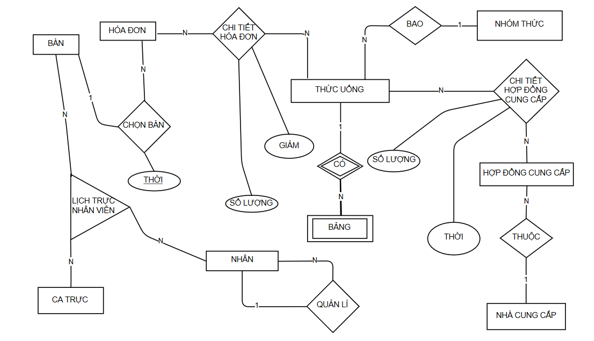 BÀN
HÓA ĐƠN
N
CHI TIẾT
HÓA ĐƠN
N
BAO
1
NHÓM THỨC
N
N
1
N
CHỌN BÀN
THỜI
GIẢM
SỐ LƯỢNG
THỨC UỐNG
N
CHI TIẾT
HỢP ĐỒNG
CUNG CẤP
1
CÓ
N
BẢNG
SỐ LƯỢNG
THỜI
N
HỢP ĐỒNG CUNG CẤP
N
THUỘC
1
NHÀ CUNG CẤP
LỊCH TRỰC
NHÂN VIÊN
N
CA TRỰC
N
NHÂN
N
1
QUẢN LÍ